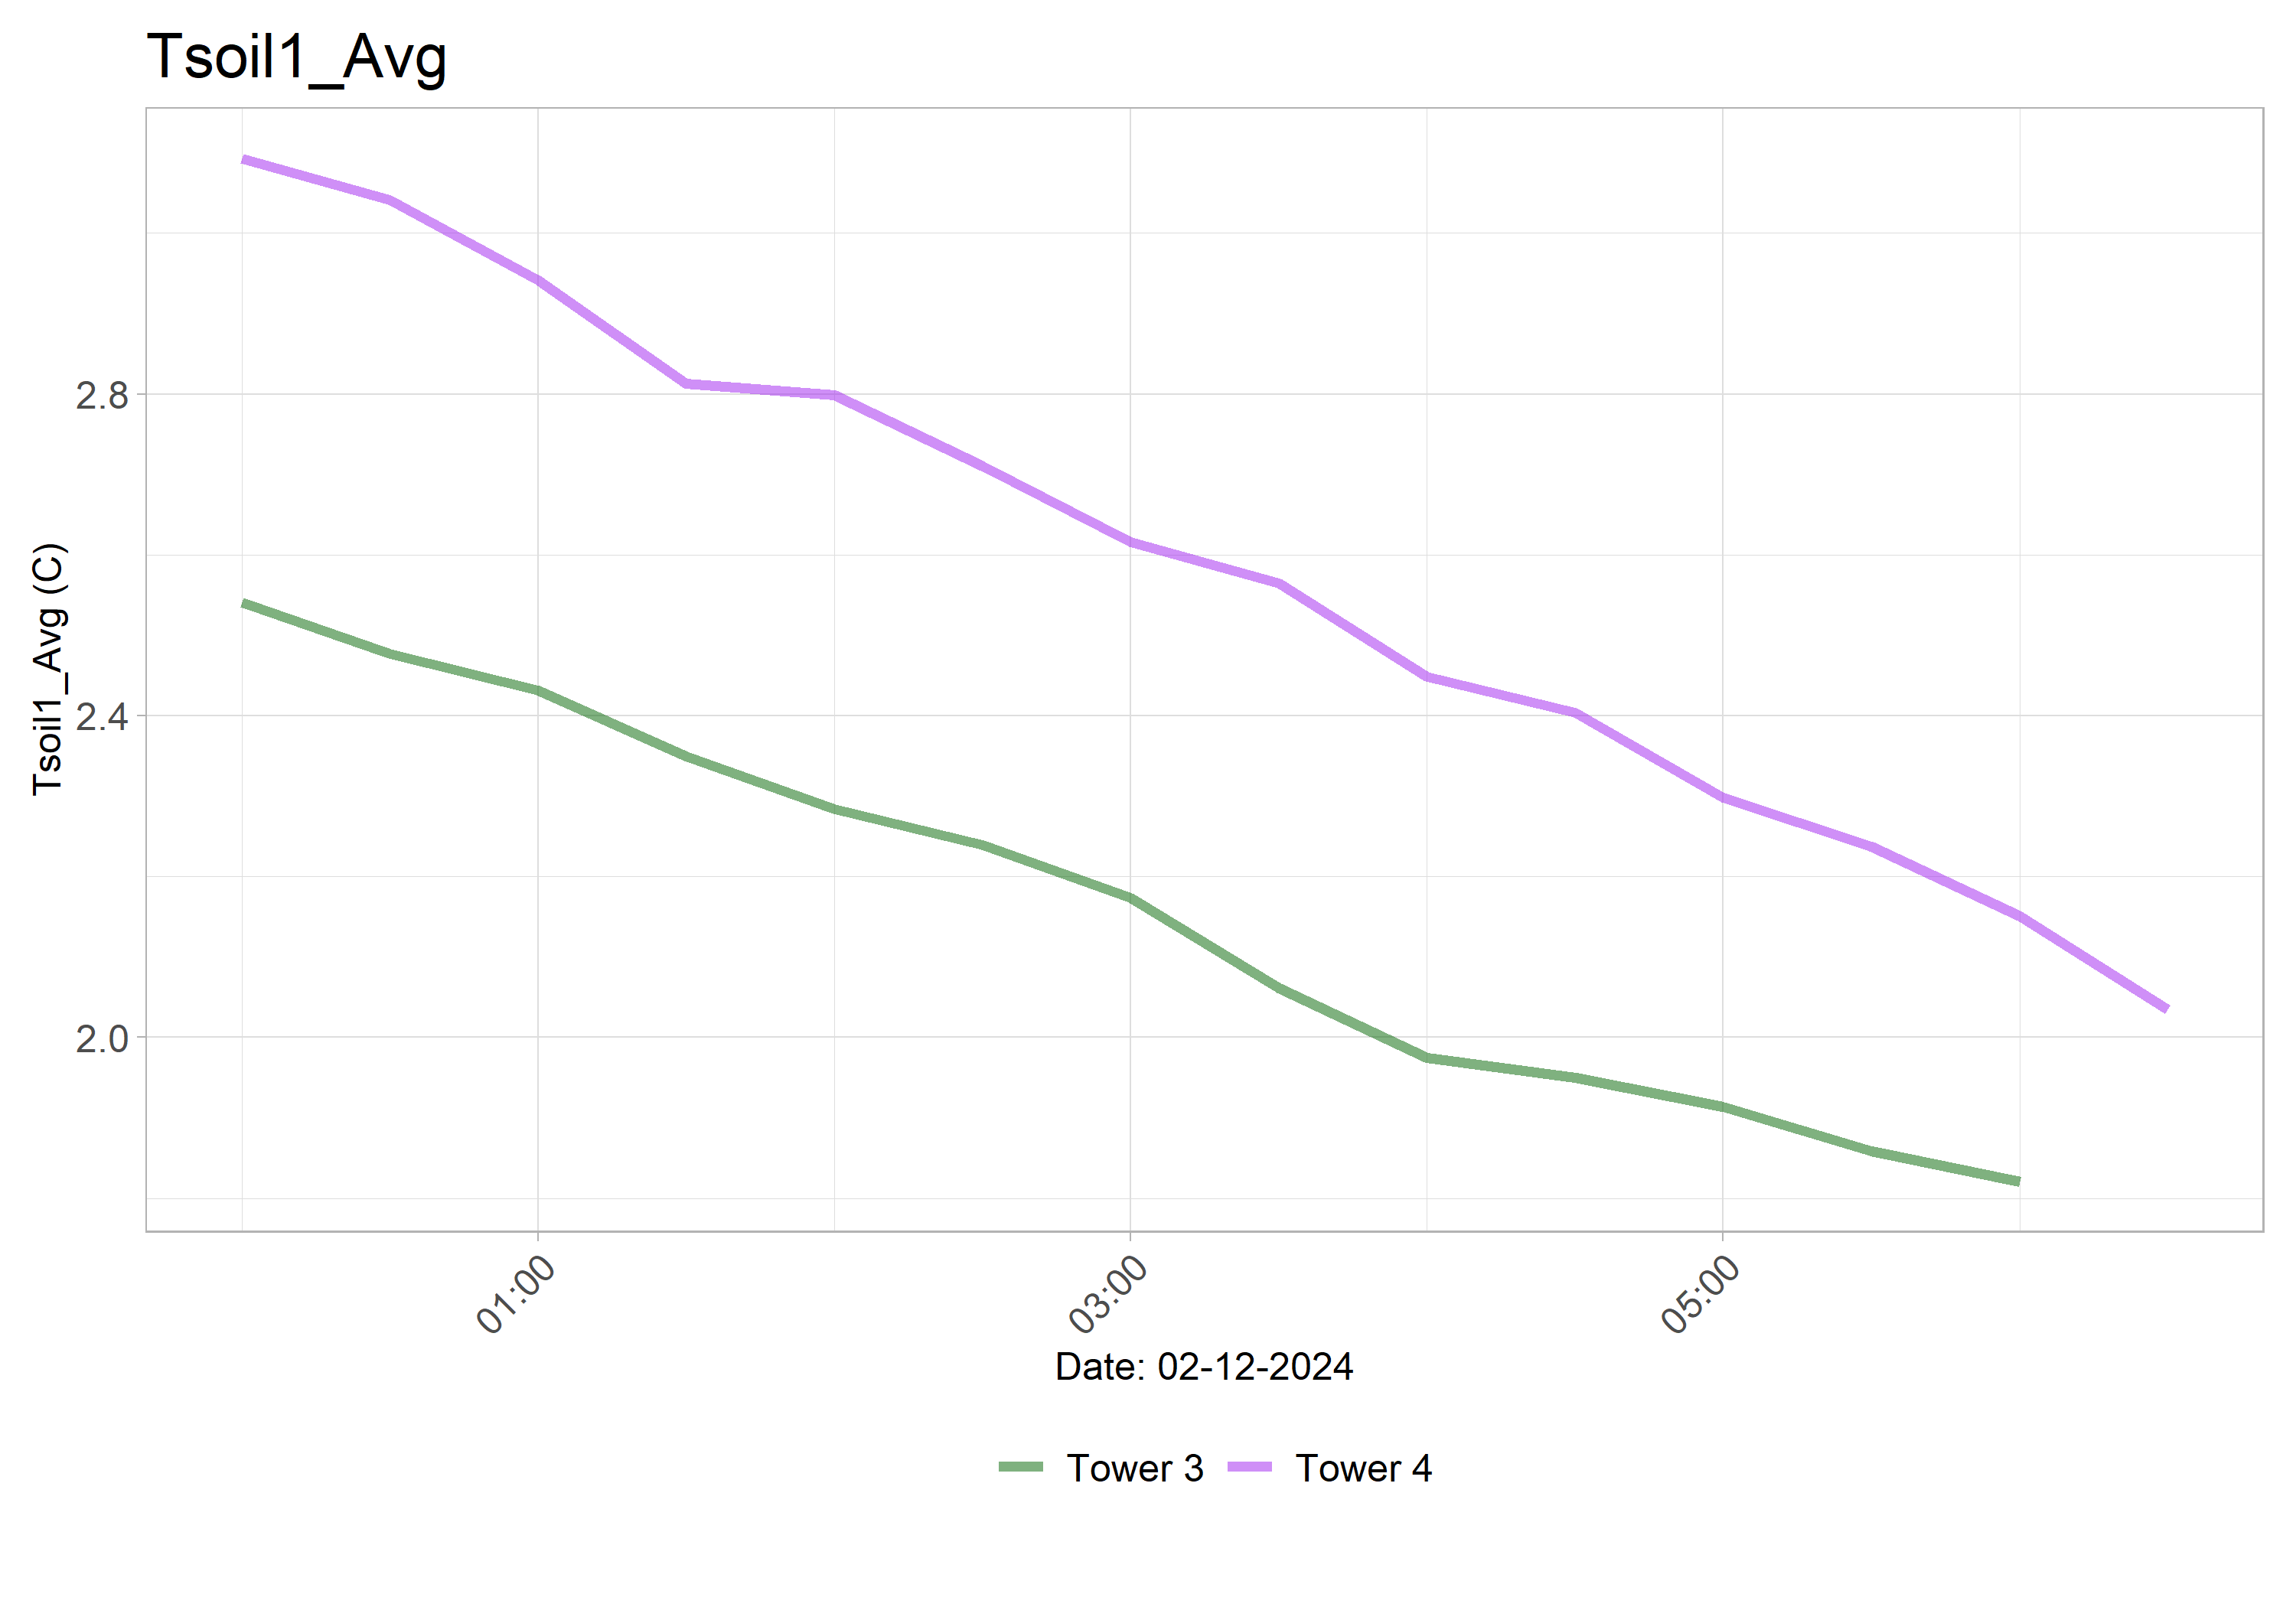 Tsoil1_Avg
Tsoil1_Avg (C)
2.8
2.4
2.0
01:00
03:00
05:00
Date: 02-12-2024
Tower 3
Tower 4